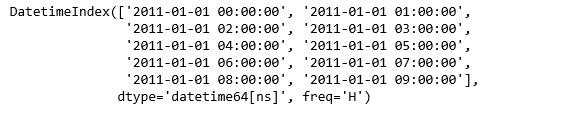 DatetimeIndex(['2011-01-01 00:00:00', '2011-01-01 01:00:00',
'2011-01-01 02:00:00', '2011-01-01 03:00:00',
'2011-01-01 04:00:00', '2011-01-01 05:00:00',
'2011-01-01 06:00:00', '2011-01-01 07:00:00',
'2011-01-01 08:00:00', '2011-01-01 09:00:00'],
dtype='datetime64[ns]', freq='H')